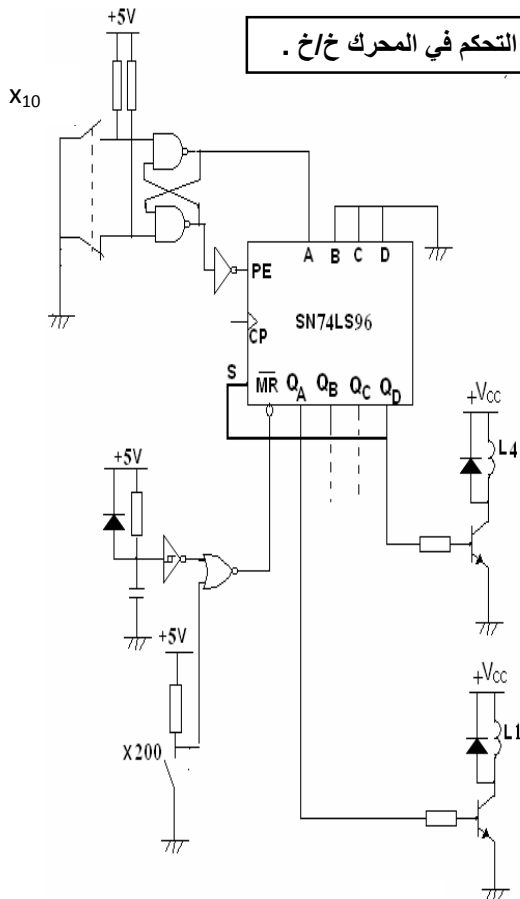 +5V
التحكم في المحرك خ/خ .
X10
A B C D
PE
SN74LS96
CP
S
MR QA QB QC QD
+VCC
L4
+5V
+5V
X200
+VCC
L1